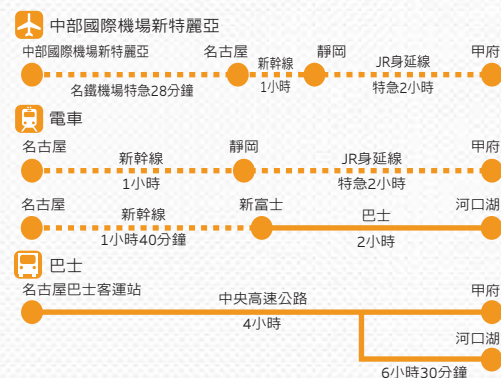 中部國際機場新特麗亞
中部國際機場新特麗亞 名古屋 新幹線 靜岡 JR身延線 甲府
名鐵機場特急28分鐘 1小時 特急2小時
電車
名古屋 新幹線 靜岡 JR身延線 甲府
1小時 特急2小時
名古屋 新幹線 新富士 巴士 河口湖
1小時40分鐘 2小時
巴士
名古屋巴士客運站 中央高速公路 甲府
4小時
河口湖
6小時30分鐘